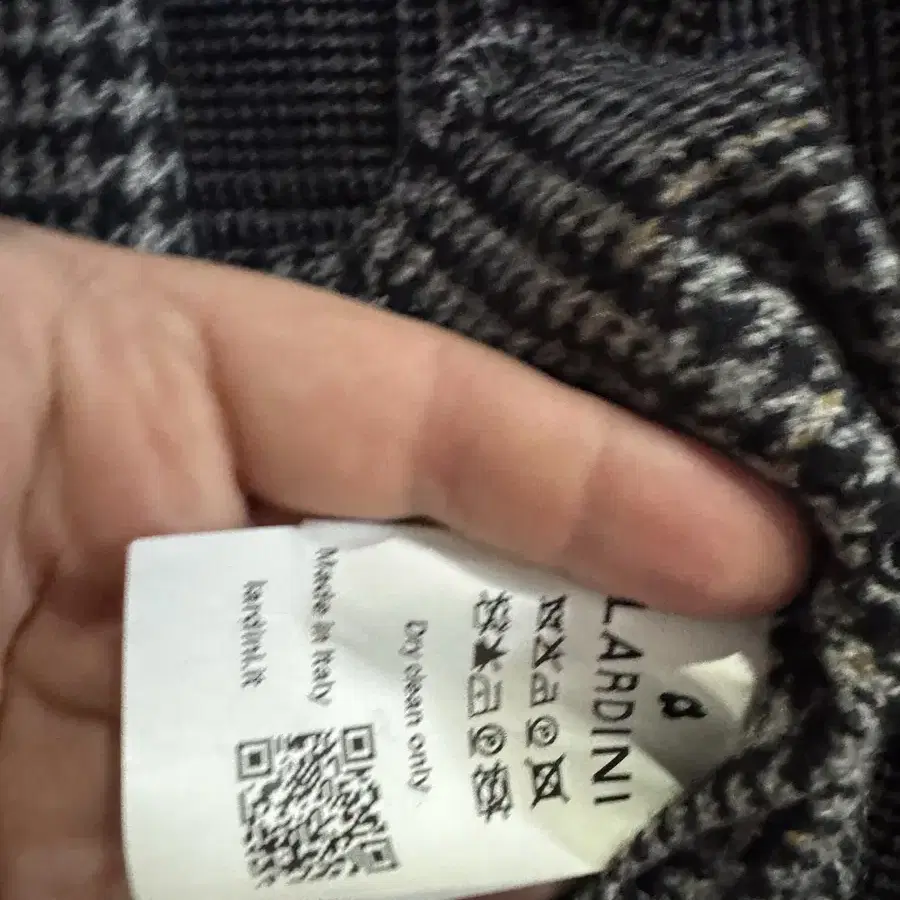 LARDINI
Dry clean only
Made in Italy
lardini.it